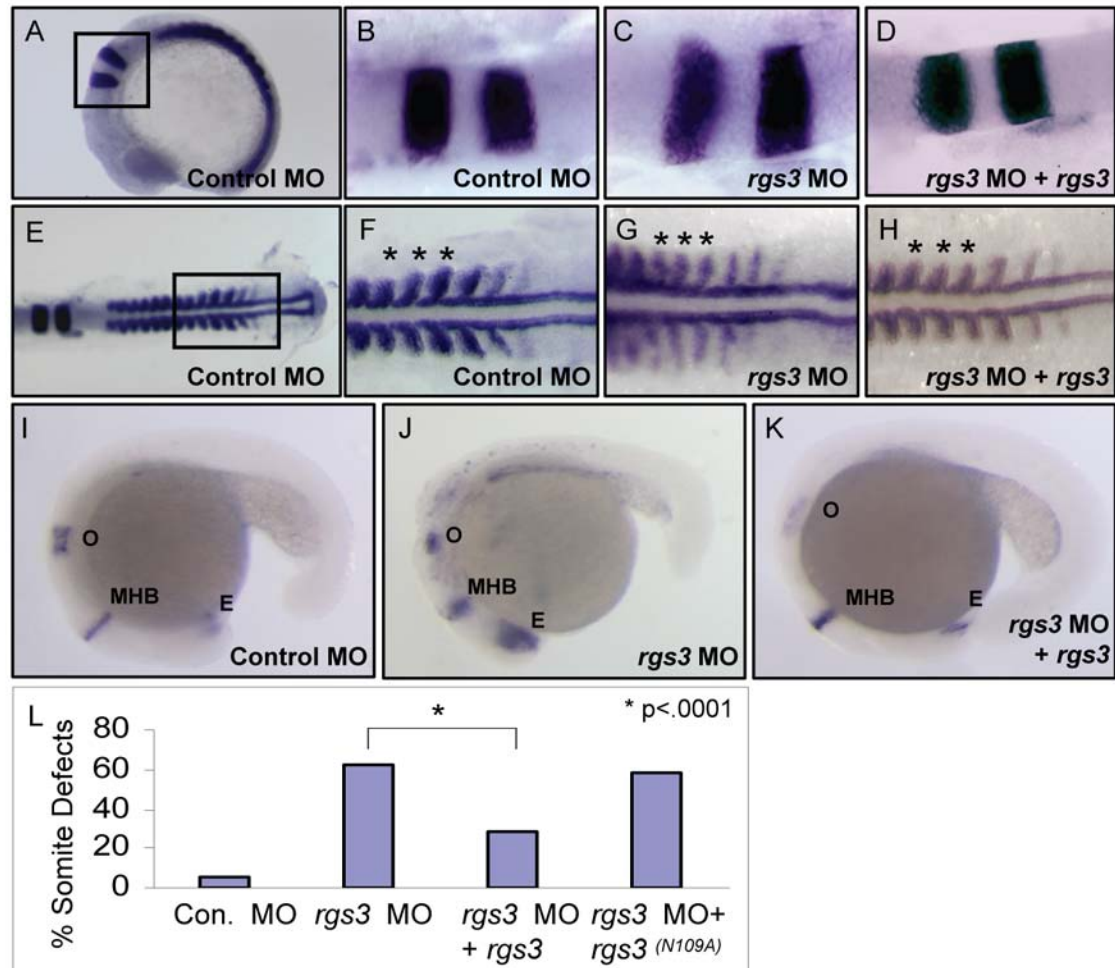 A
Control MO
B
Control MO
C
rgs3 MO
D
rgs3 MO + rgs3
E
Control MO
F
* * *
Control MO
G
* * *
rgs3 MO
H
* * *
rgs3 MO + rgs3
I
O
MHB
E
Control MO
J
O
MHB
E
rgs3 MO
K
O
MHB
E
rgs3 MO
+ rgs3
L
* p<.0001
*
% Somite Defects
80
60
40
20
0
Con. MO
rgs3 MO
rgs3 MO
+ rgs3
rgs3 MO+
rgs3 (N109A)